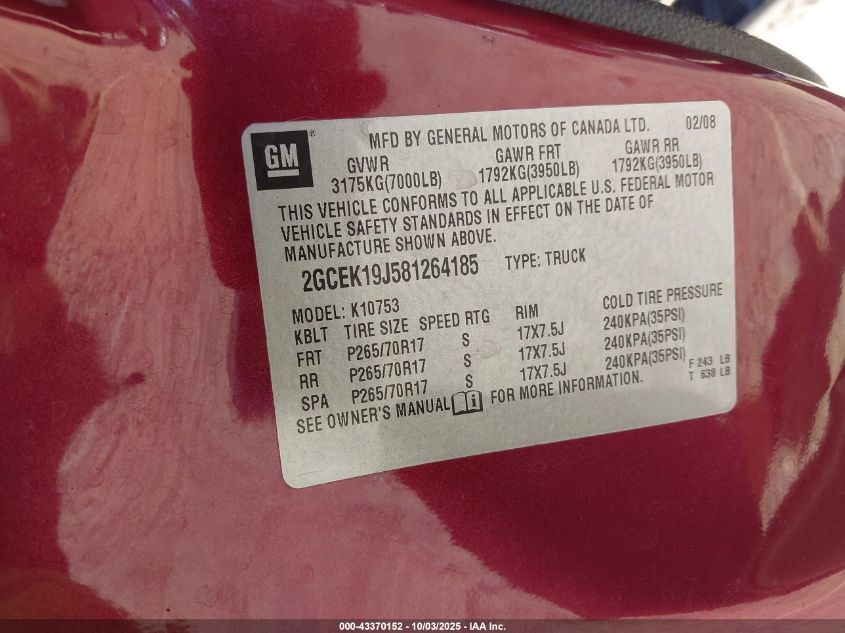 GM®
MFD BY GENERAL MOTORS OF CANADA LTD. 02/08
GVWR GAWR FRT GAWR RR
3175KG(7000LB) 1792KG(3950LB) 1792KG(3950LB)
THIS VEHICLE CONFORMS TO ALL APPLICABLE U.S. FEDERAL MOTOR
VEHICLE SAFETY STANDARDS IN EFFECT ON THE DATE OF
MANUFACTURE SHOWN ABOVE.
2GCEK19J581264185 TYPE: TRUCK
MODEL: K10753
KBLT TIRE SIZE SPEED RTG RIM COLD TIRE PRESSURE
FRT P265/70R17 S 17X7.5J 240KPA(35PSI)
RR P265/70R17 S 17X7.5J 240KPA(35PSI)
SPA P265/70R17 S 17X7.5J 240KPA(35PSI)
F 243 LB
T 538 LB
SEE OWNER'S MANUAL i FOR MORE INFORMATION.
000-43370152 - 10/03/2025 - IAA Inc.